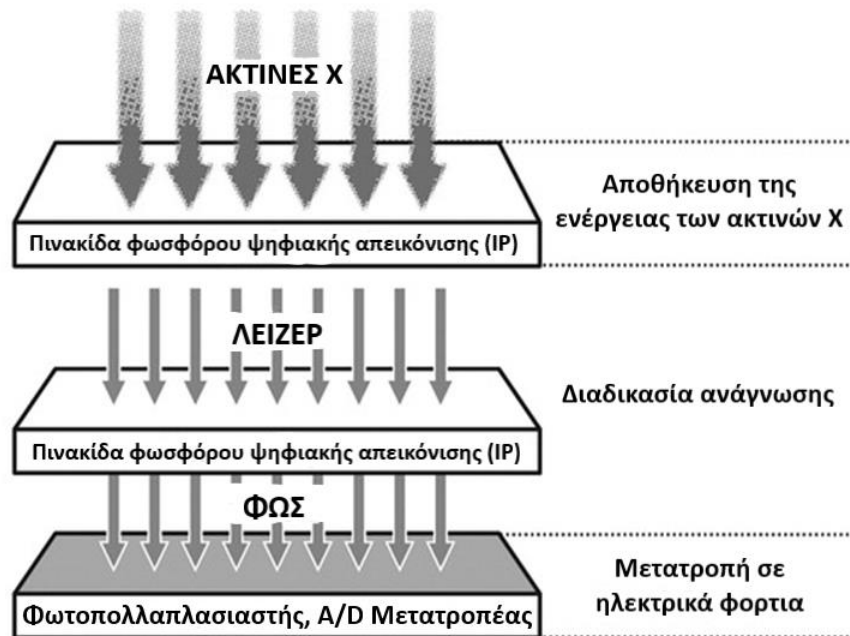 ΑΚΤΙΝΕΣ Χ
Αποθήκευση της
ενέργειας των ακτινών Χ
Πινακίδα φωσφόρου ψηφιακής απεικόνισης (IP)
ΛΕΙΖΕΡ
Διαδικασία ανάγνωσης
Πινακίδα φωσφόρου ψηφιακής απεικόνισης (IP)
ΦΩΣ
Μετατροπή σε
ηλεκτρικά φορτια
Φωτοπολλαπλασιαστής, A/D Μετατροπέας